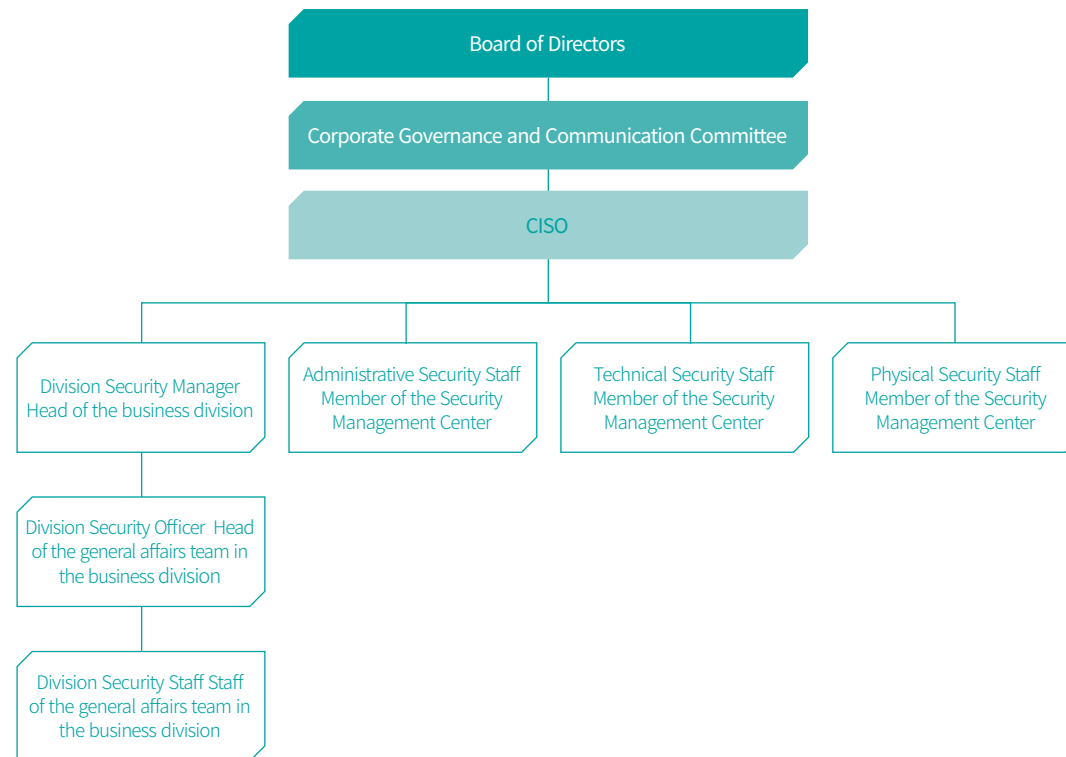 Board of Directors
Corporate Governance and Communication Committee
CISO
Division Security Manager
Head of the business division
Administrative Security Staff
Member of the Security
Management Center
Technical Security Staff
Member of the Security
Management Center
Physical Security Staff
Member of the Security
Management Center
Division Security Officer Head
of the general affairs team in
the business division
Division Security Staff Staff
of the general affairs team in
the business division